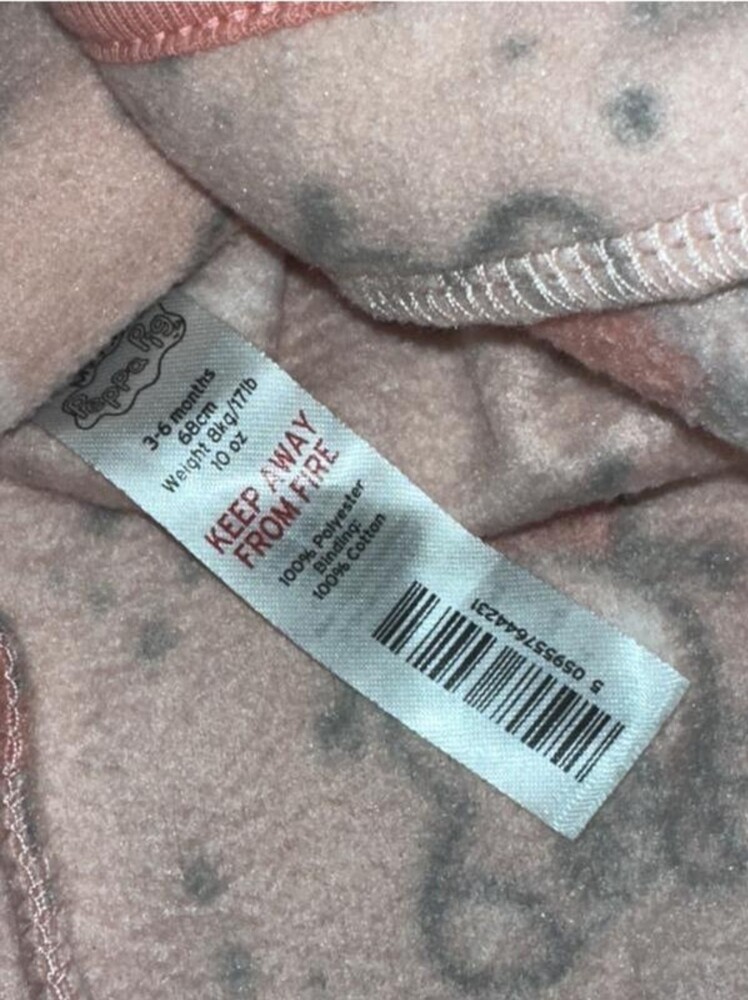 Peppa Pig
3-6 months
68cm
Weight 8kg/17lb
10 oz
KEEP AWAY
FROM FIRE
100% Polyester
Binding:
100% Cotton
5 059557644231